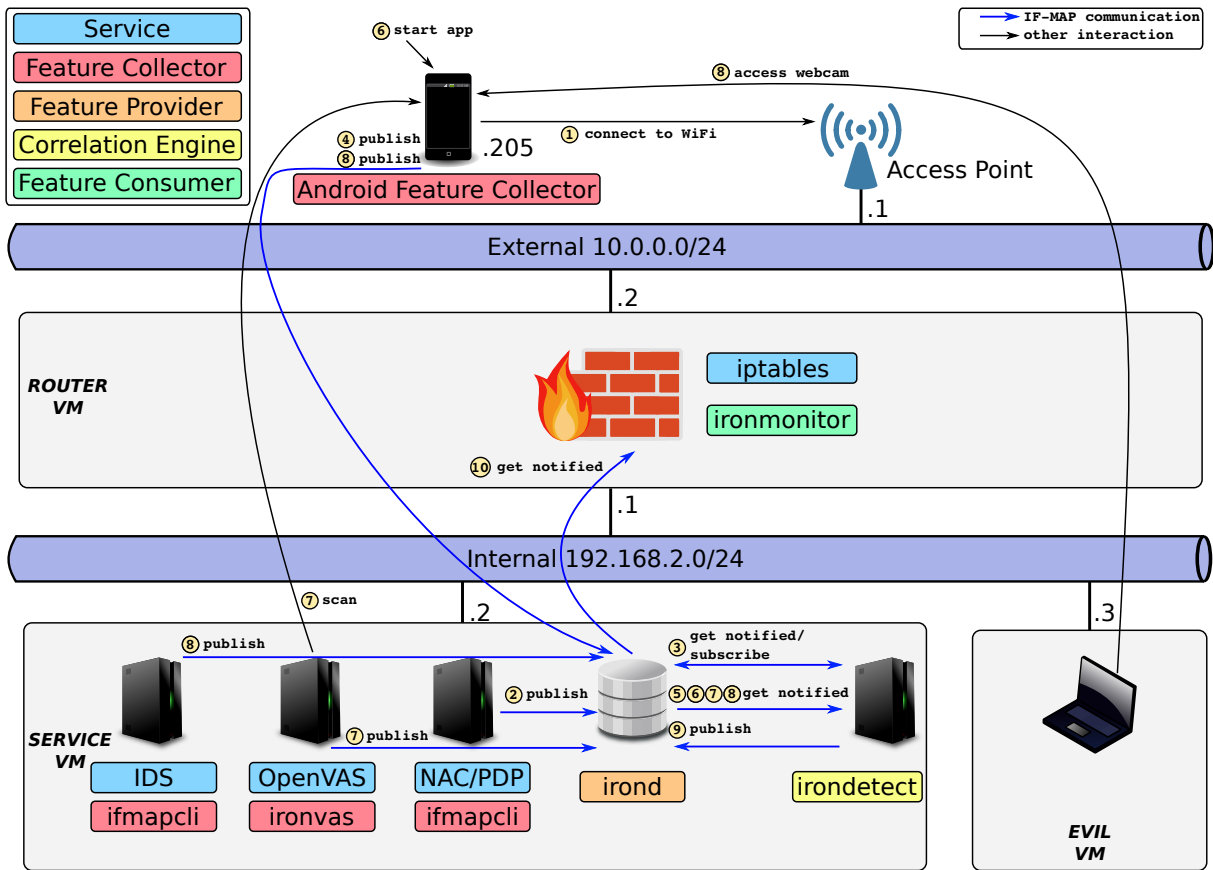 Service
Feature Collector
Feature Provider
Correlation Engine
Feature Consumer
IF-MAP communication
other interaction
6 start app
8 access webcam
4 publish
8 publish
1 connect to WiFi
.205
Android Feature Collector
Access Point
.1
External 10.0.0.0/24
.2
ROUTER
VM
iptables
ironmonitor
10 get notified
.1
Internal 192.168.2.0/24
7 scan
.2
.3
8 publish
3 get notified/
subscribe
2 publish
5 6 7 8 get notified
7 publish
9 publish
SERVICE
VM
IDS
OpenVAS
NAC/PDP
irond
irondetect
ifmapcli
ironvas
ifmapcli
EVIL
VM